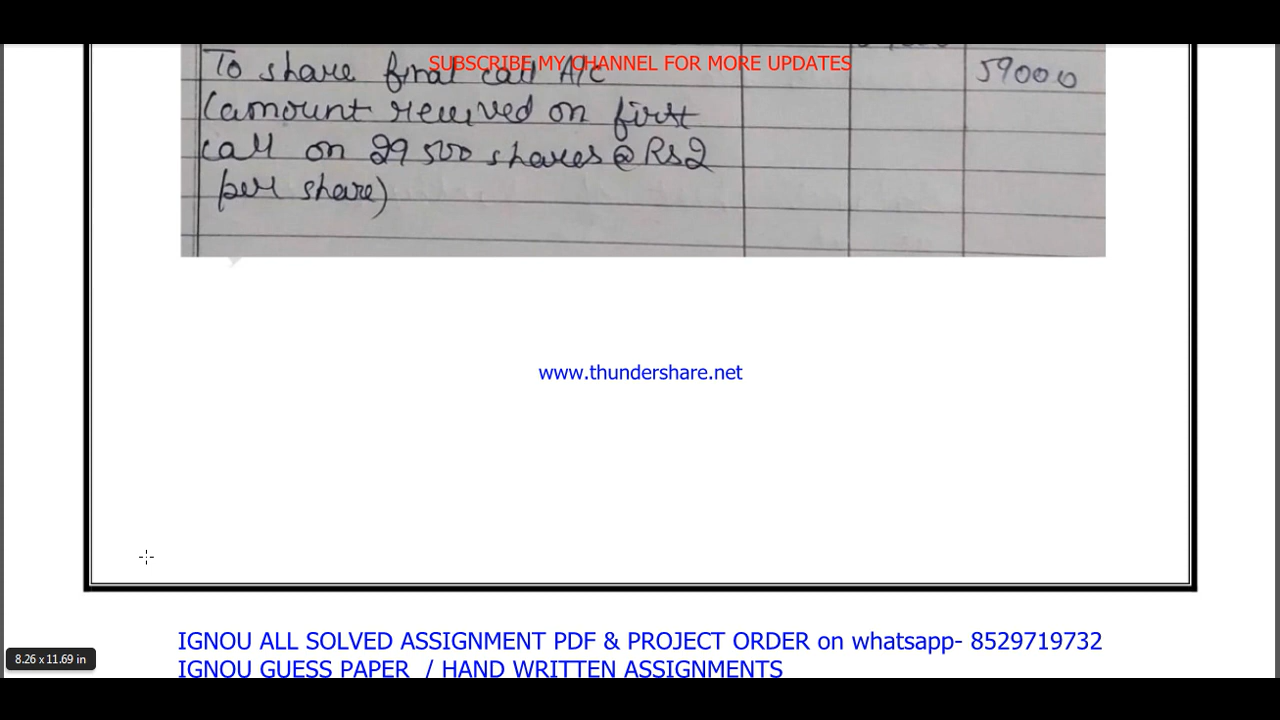 SUBSCRIBE MY CHANNEL FOR MORE UPDATES
To share final call A/C 59000
(amount received on first
call on 29500 shares @ Rs2
per share)
www.thundershare.net
IGNOU ALL SOLVED ASSIGNMENT PDF & PROJECT ORDER on whatsapp- 8529719732
IGNOU GUESS PAPER / HAND WRITTEN ASSIGNMENTS
8.26 x 11.69 in